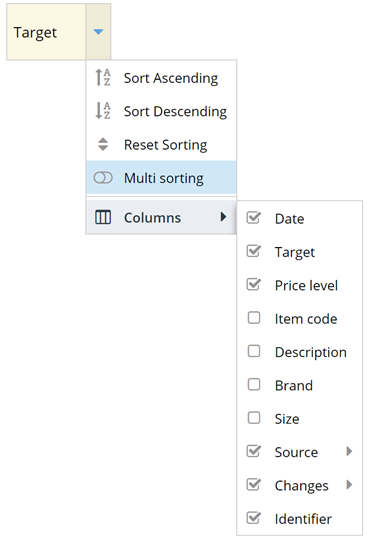 Target
Sort Ascending
Sort Descending
Reset Sorting
Multi sorting
Columns
Date
Target
Price level
Item code
Description
Brand
Size
Source
Changes
Identifier